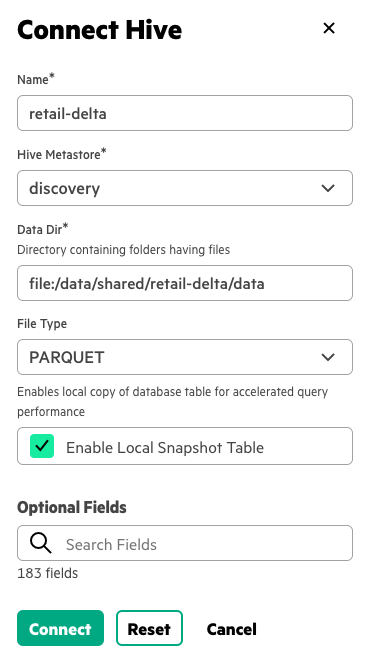 Connect Hive
Name*
retail-delta
Hive Metastore*
discovery
Data Dir*
Directory containing folders having files
file:/data/shared/retail-delta/data
File Type
PARQUET
Enables local copy of database table for accelerated query
performance
Enable Local Snapshot Table
Optional Fields
Search Fields
183 fields
Connect Reset Cancel